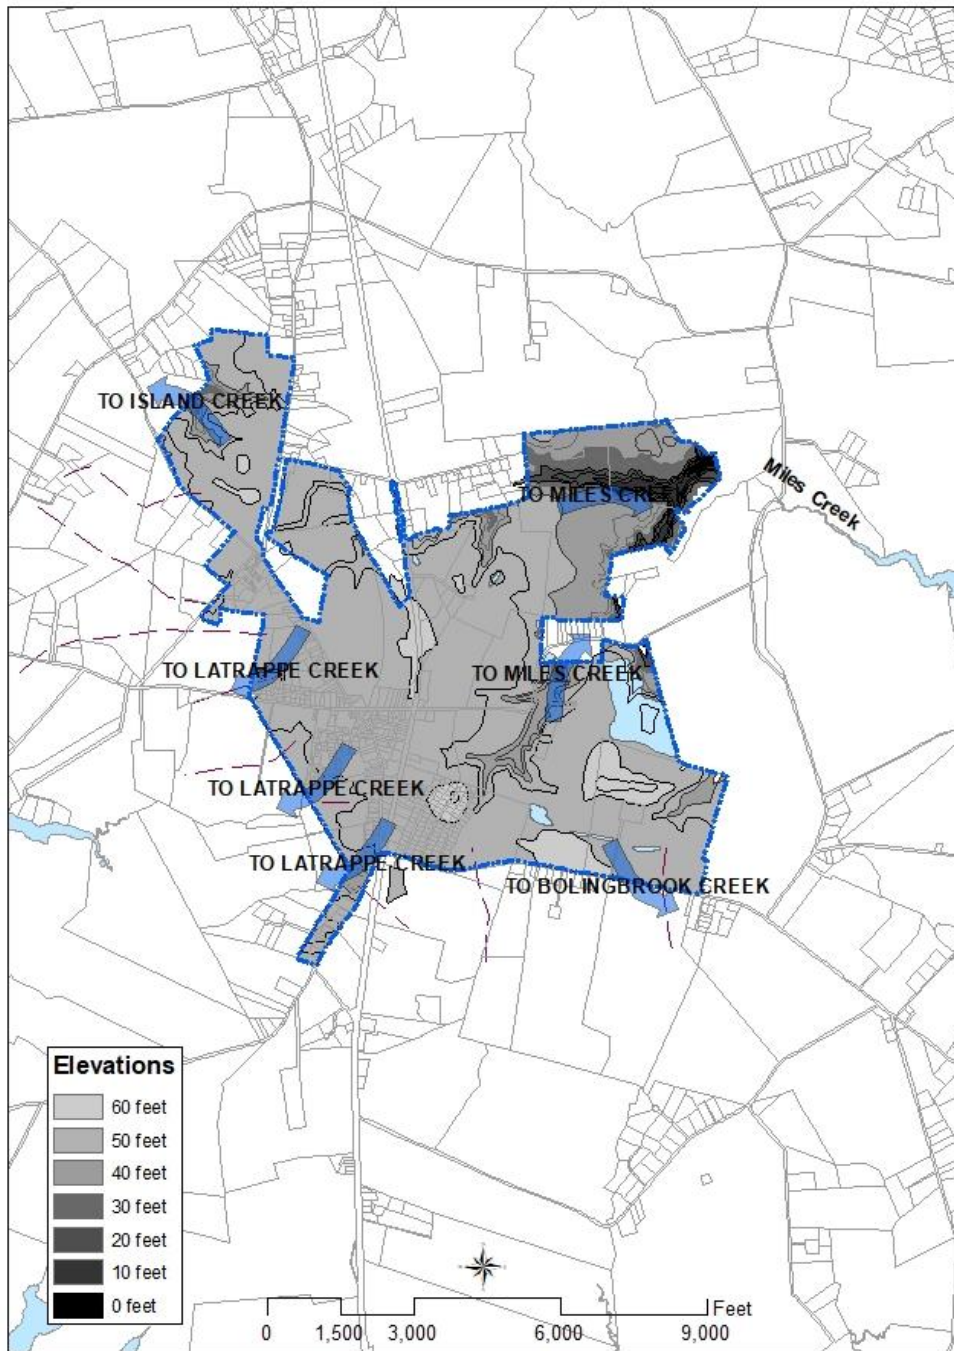 TO ISLAND CREEK
TO MILES CREE
Miles Creek
TO LATRAPPE CREEK
TO MILES CREEK
TO LATRAPPE CREEK
TO LATRAPPE CREEK
TO BOLINGBROOK CREEK
Elevations
60 feet
50 feet
40 feet
30 feet
20 feet
10 feet
0 feet
Feet
0 1,500 3,000 6,000 9,000